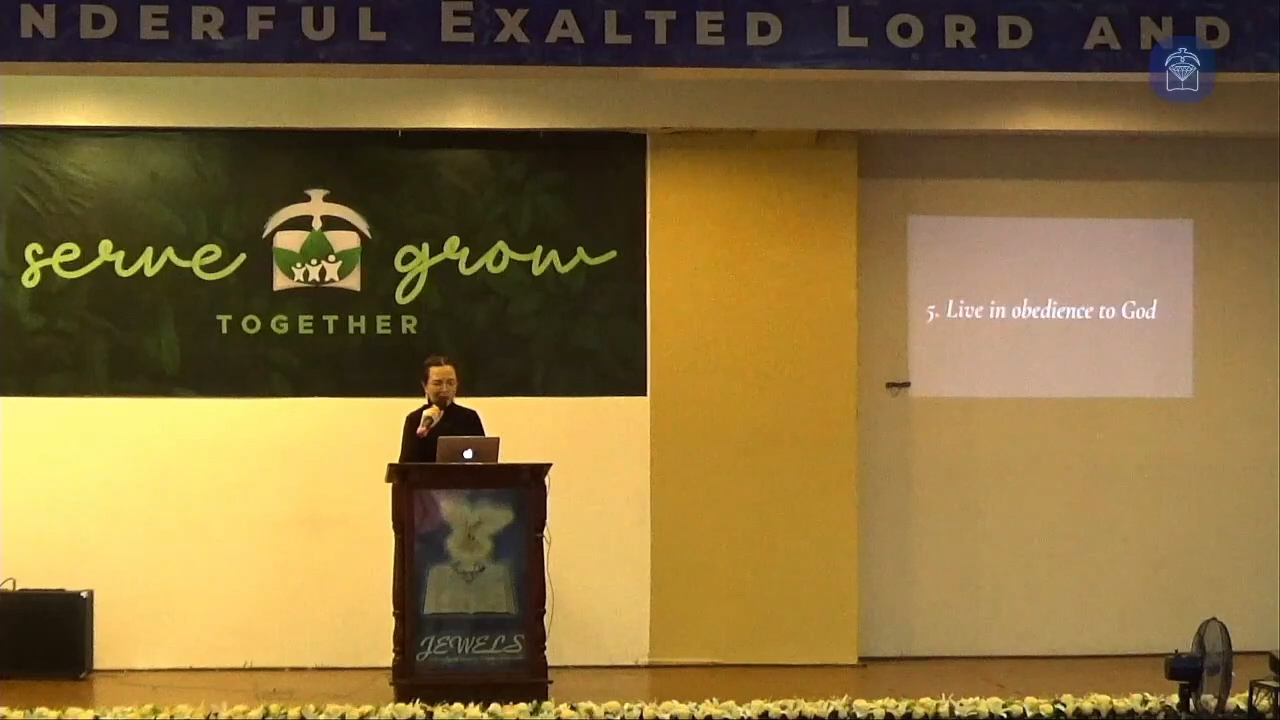 NDERFUL EXALTED LORD AND
serve grow
TOGETHER
5. Live in obedience to God
JEWELS